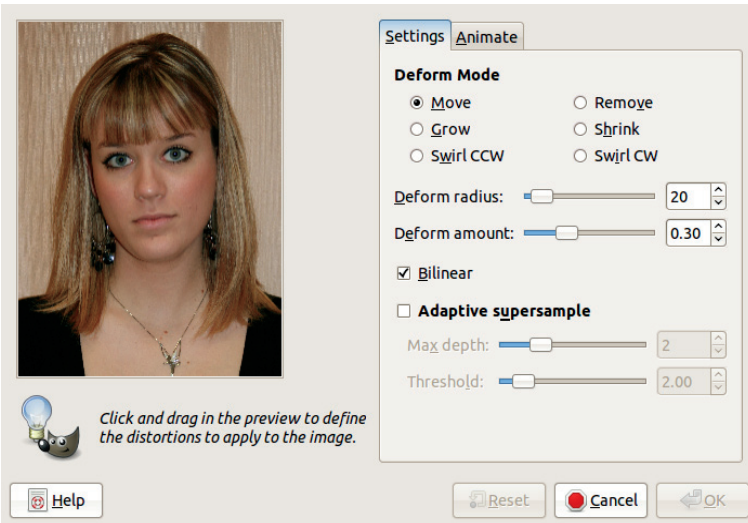 Settings Animate
Deform Mode
Move Remove
Grow Shrink
Swirl CCW Swirl CW
Deform radius: 20
Deform amount: 0.30
Bilinear
Adaptive supersample
Max depth: 2
Threshold: 2.00
Click and drag in the preview to define
the distortions to apply to the image.
Help Reset Cancel OK